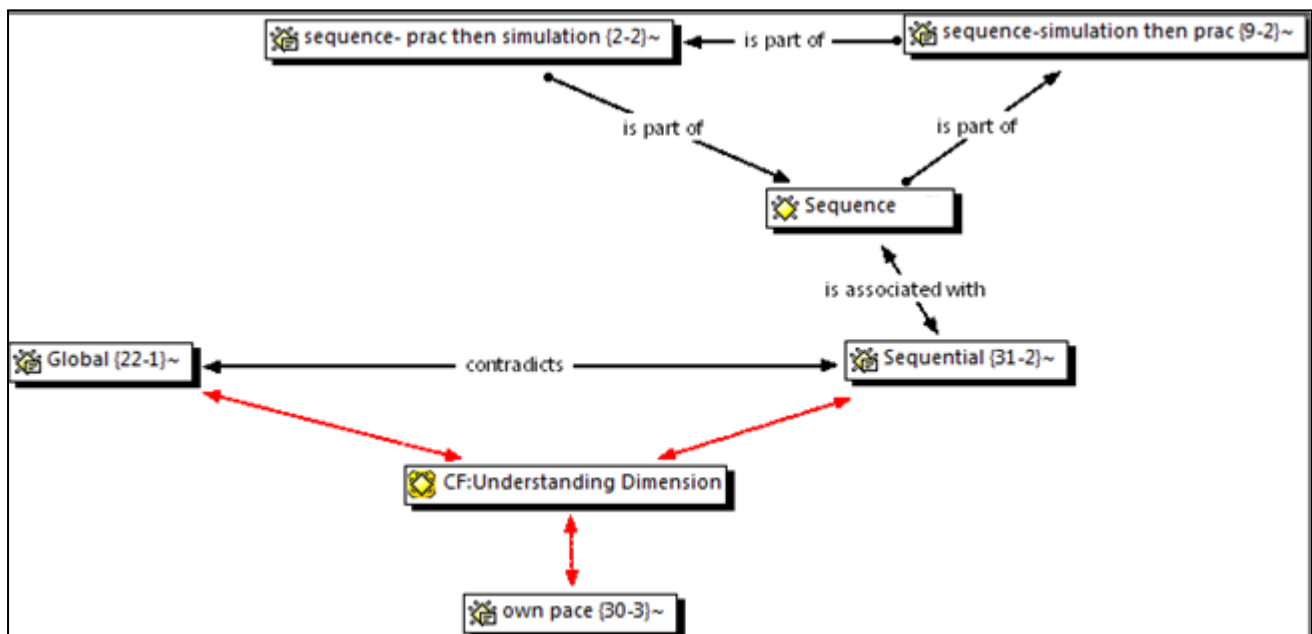 sequence- prac then simulation {2-2}~
is part of
sequence-simulation then prac {9-2}~
is part of
is part of
Sequence
is associated with
Global {22-1}~
contradicts
Sequential {31-2}~
CF:Understanding Dimension
own pace {30-3}~